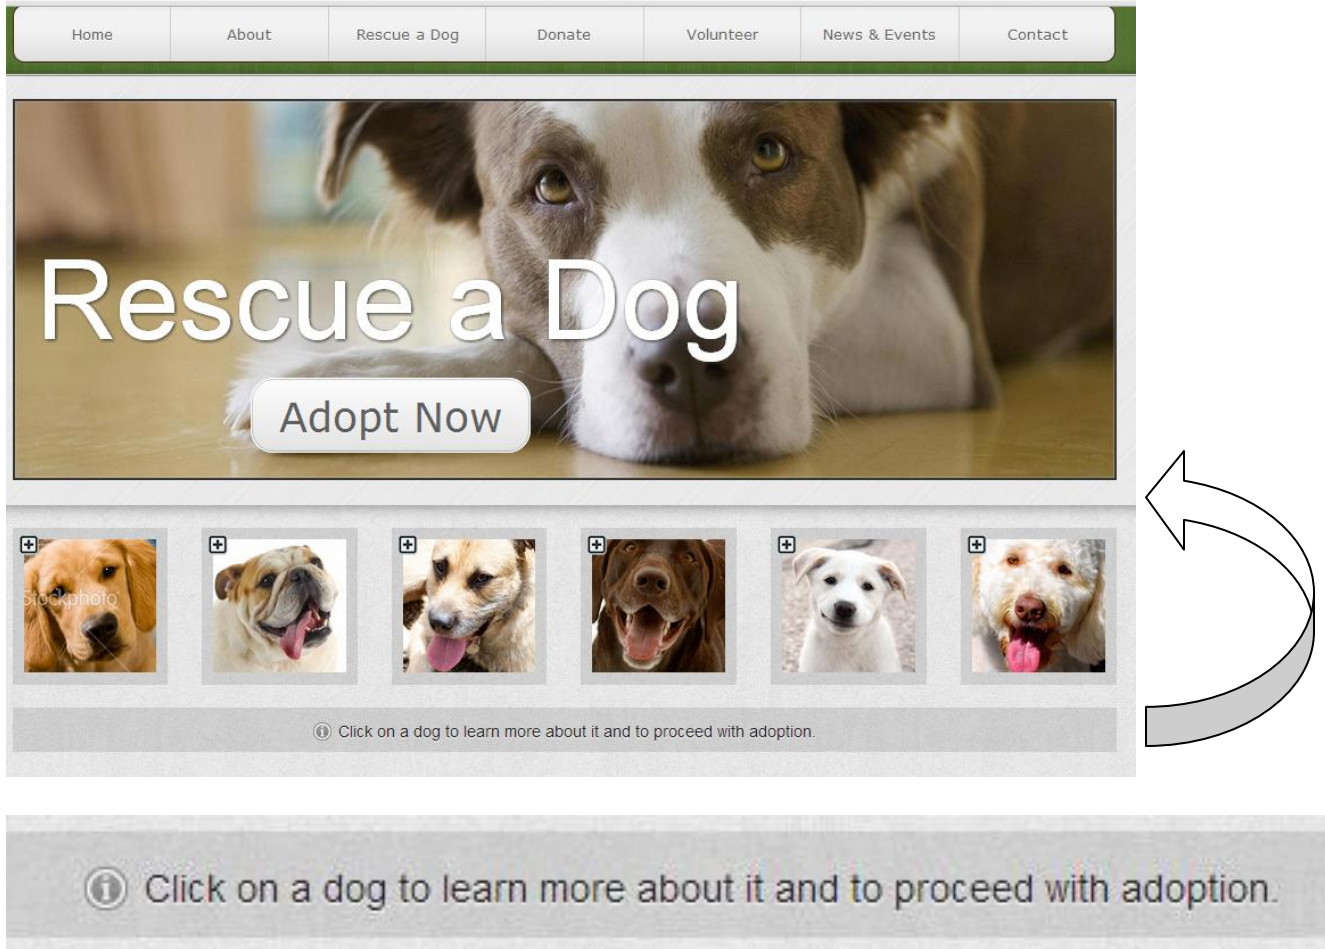 Home About Rescue a Dog Donate Volunteer News & Events Contact
Rescue a Dog
Adopt Now
iStockphoto
Click on a dog to learn more about it and to proceed with adoption.
Click on a dog to learn more about it and to proceed with adoption.